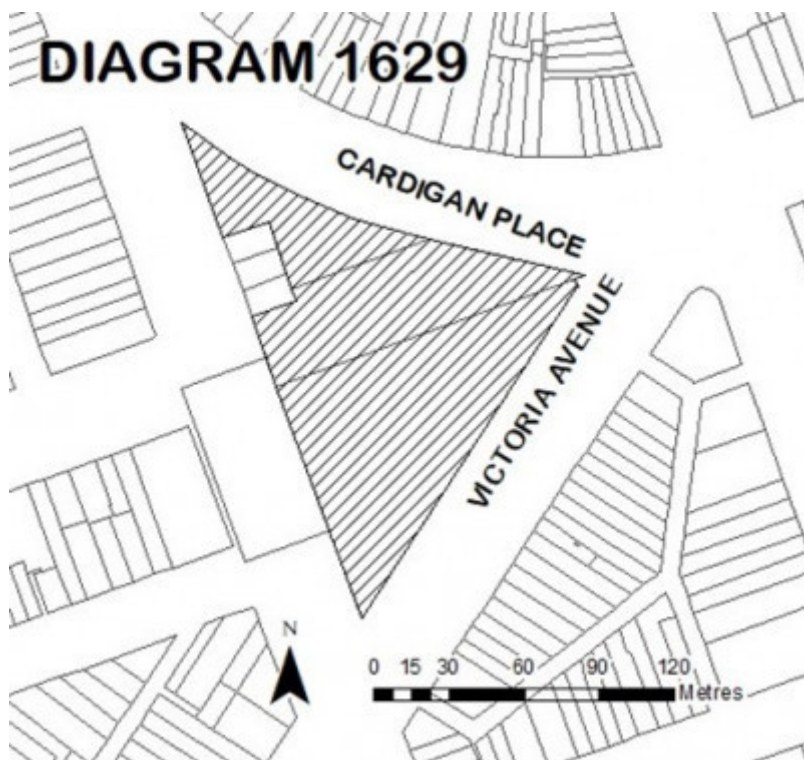 DIAGRAM 1629
CARDIGAN PLACE
VICTORIA AVENUE
N
0 15 30 60 90 120
Metres